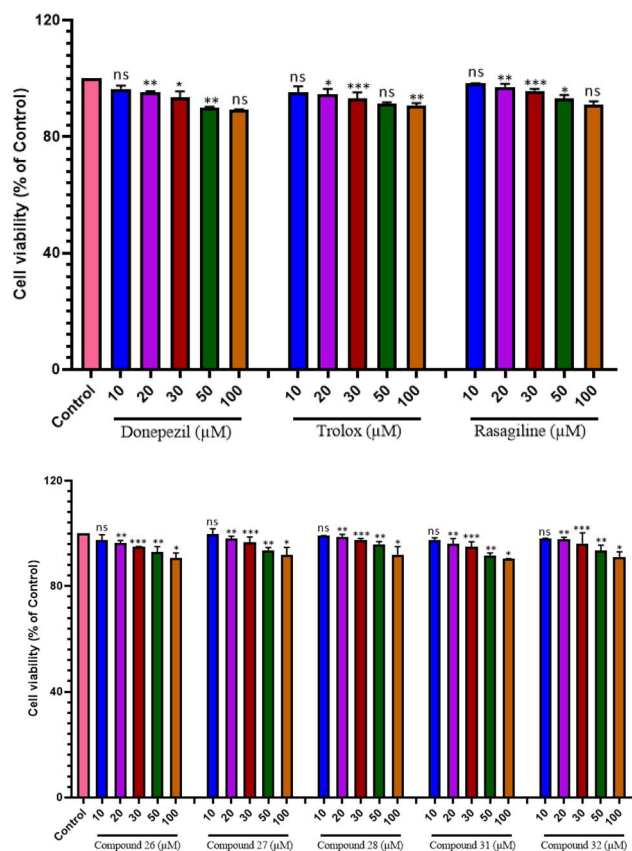 120
80
40
0
Cell viability (% of Control)
ns ** * ** ns
ns * *** ns **
ns ** *** * ns
Control 10 20 30 50 100 10 20 30 50 100 10 20 30 50 100
Donepezil (µM) Trolox (µM) Rasagiline (µM)
120
80
40
0
Cell viability (% of Control)
ns ** *** ** *
ns ** *** ** *
ns ** *** ** *
ns ** *** ** *
ns ** *** ** *
Control 10 20 30 50 100 10 20 30 50 100 10 20 30 50 100 10 20 30 50 100 10 20 30 50 100
Compound 26 (µM) Compound 27 (µM) Compound 28 (µM) Compound 31 (µM) Compound 32 (µM)